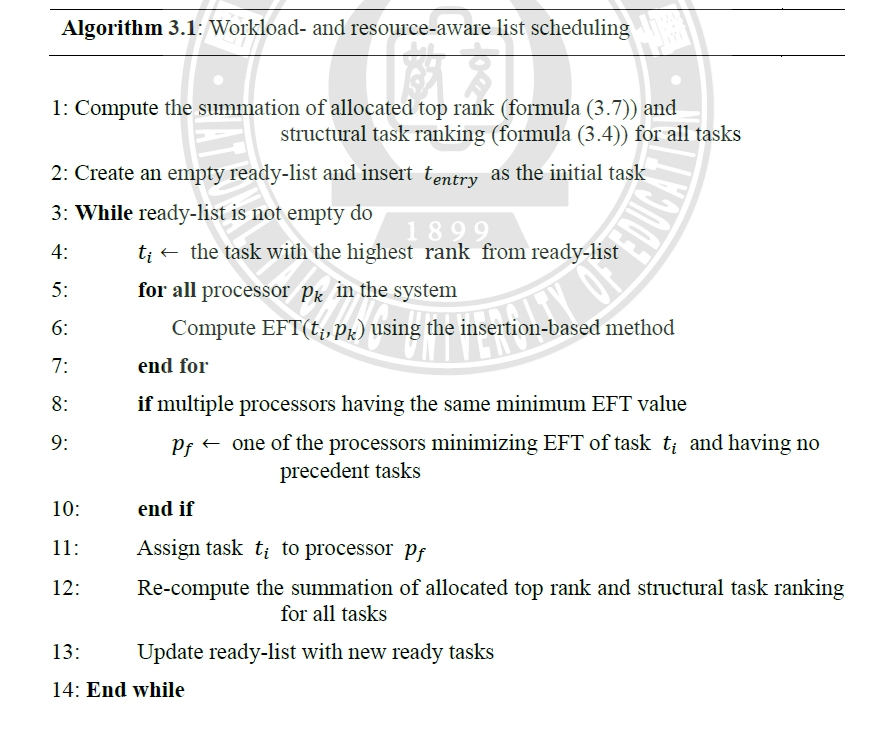 Algorithm 3.1: Workload- and resource-aware list scheduling
1: Compute the summation of allocated top rank (formula (3.7)) and
structural task ranking (formula (3.4)) for all tasks
2: Create an empty ready-list and insert t_entry as the initial task
3: While ready-list is not empty do
4: t_i ← the task with the highest rank from ready-list
5: for all processor p_k in the system
6: Compute EFT(t_i, p_k) using the insertion-based method
7: end for
8: if multiple processors having the same minimum EFT value
9: p_f ← one of the processors minimizing EFT of task t_i and having no
precedent tasks
10: end if
11: Assign task t_i to processor p_f
12: Re-compute the summation of allocated top rank and structural task ranking
for all tasks
13: Update ready-list with new ready tasks
14: End while
1899